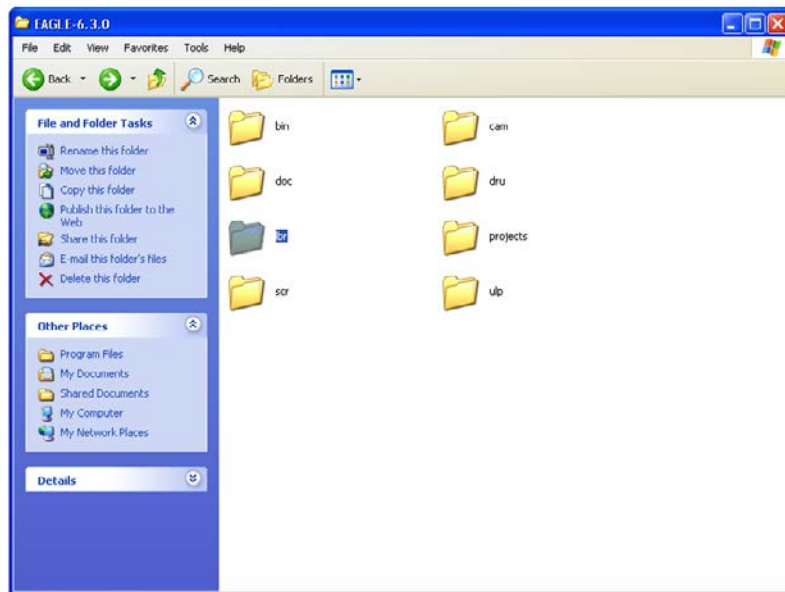 EAGLE-6.3.0
File Edit View Favorites Tools Help
Back Search Folders
File and Folder Tasks
Rename this folder
Move this folder
Copy this folder
Publish this folder to the
Web
Share this folder
E-mail this folder's files
Delete this folder
Other Places
Program Files
My Documents
Shared Documents
My Computer
My Network Places
Details
bin
cam
doc
dru
lbr
projects
scr
ulp